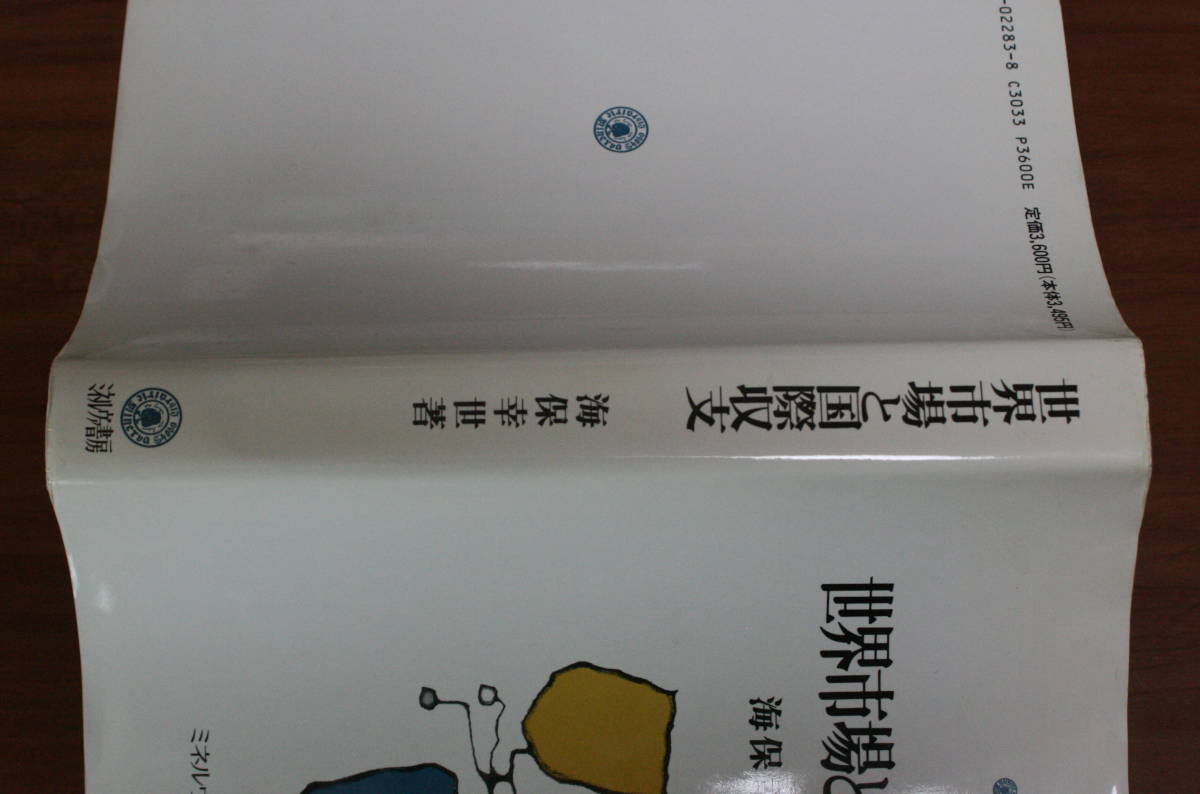 -02283-8 C3033 P3600E 定価3,600円(本体3,495円)
世界市場と国際収支
海保幸世著
ミネルヴァ書房
世界市場と
海保
ミネルヴ